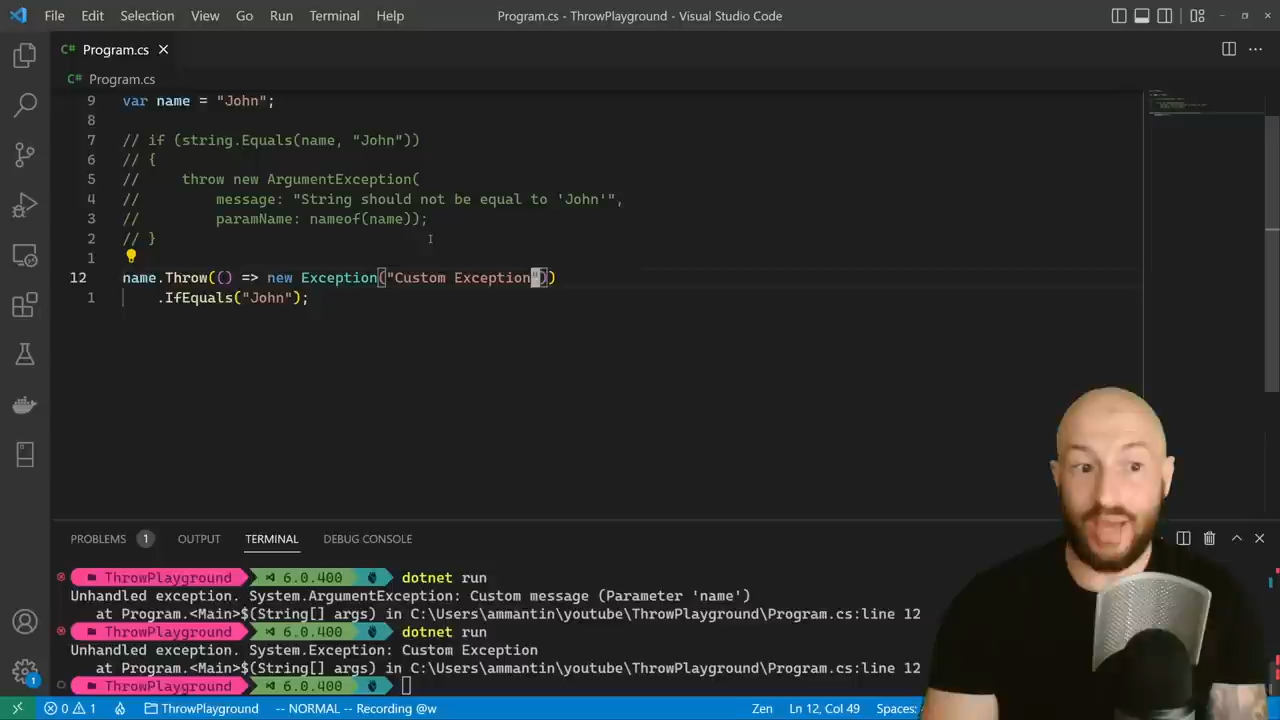 File Edit Selection View Go Run Terminal Help Program.cs - ThrowPlayground - Visual Studio Code
C# Program.cs
C# Program.cs
9 var name = "John";
8
7 // if (string.Equals(name, "John"))
6 // {
5 //     throw new ArgumentException(
4 //         message: "String should not be equal to 'John'",
3 //         paramName: nameof(name));
2 // }
1
12 name.Throw(() => new Exception("Custom Exception"))
1     .IfEquals("John");
PROBLEMS 1 OUTPUT TERMINAL DEBUG CONSOLE
ThrowPlayground 6.0.400 dotnet run
Unhandled exception. System.ArgumentException: Custom message (Parameter 'name')
   at Program.<Main>$(String[] args) in C:\Users\ammantin\youtube\ThrowPlayground\Program.cs:line 12
ThrowPlayground 6.0.400 dotnet run
Unhandled exception. System.Exception: Custom Exception
   at Program.<Main>$(String[] args) in C:\Users\ammantin\youtube\ThrowPlayground\Program.cs:line 12
ThrowPlayground 6.0.400
1
0 1 ThrowPlayground -- NORMAL -- Recording @w Zen Ln 12, Col 49 Spaces: